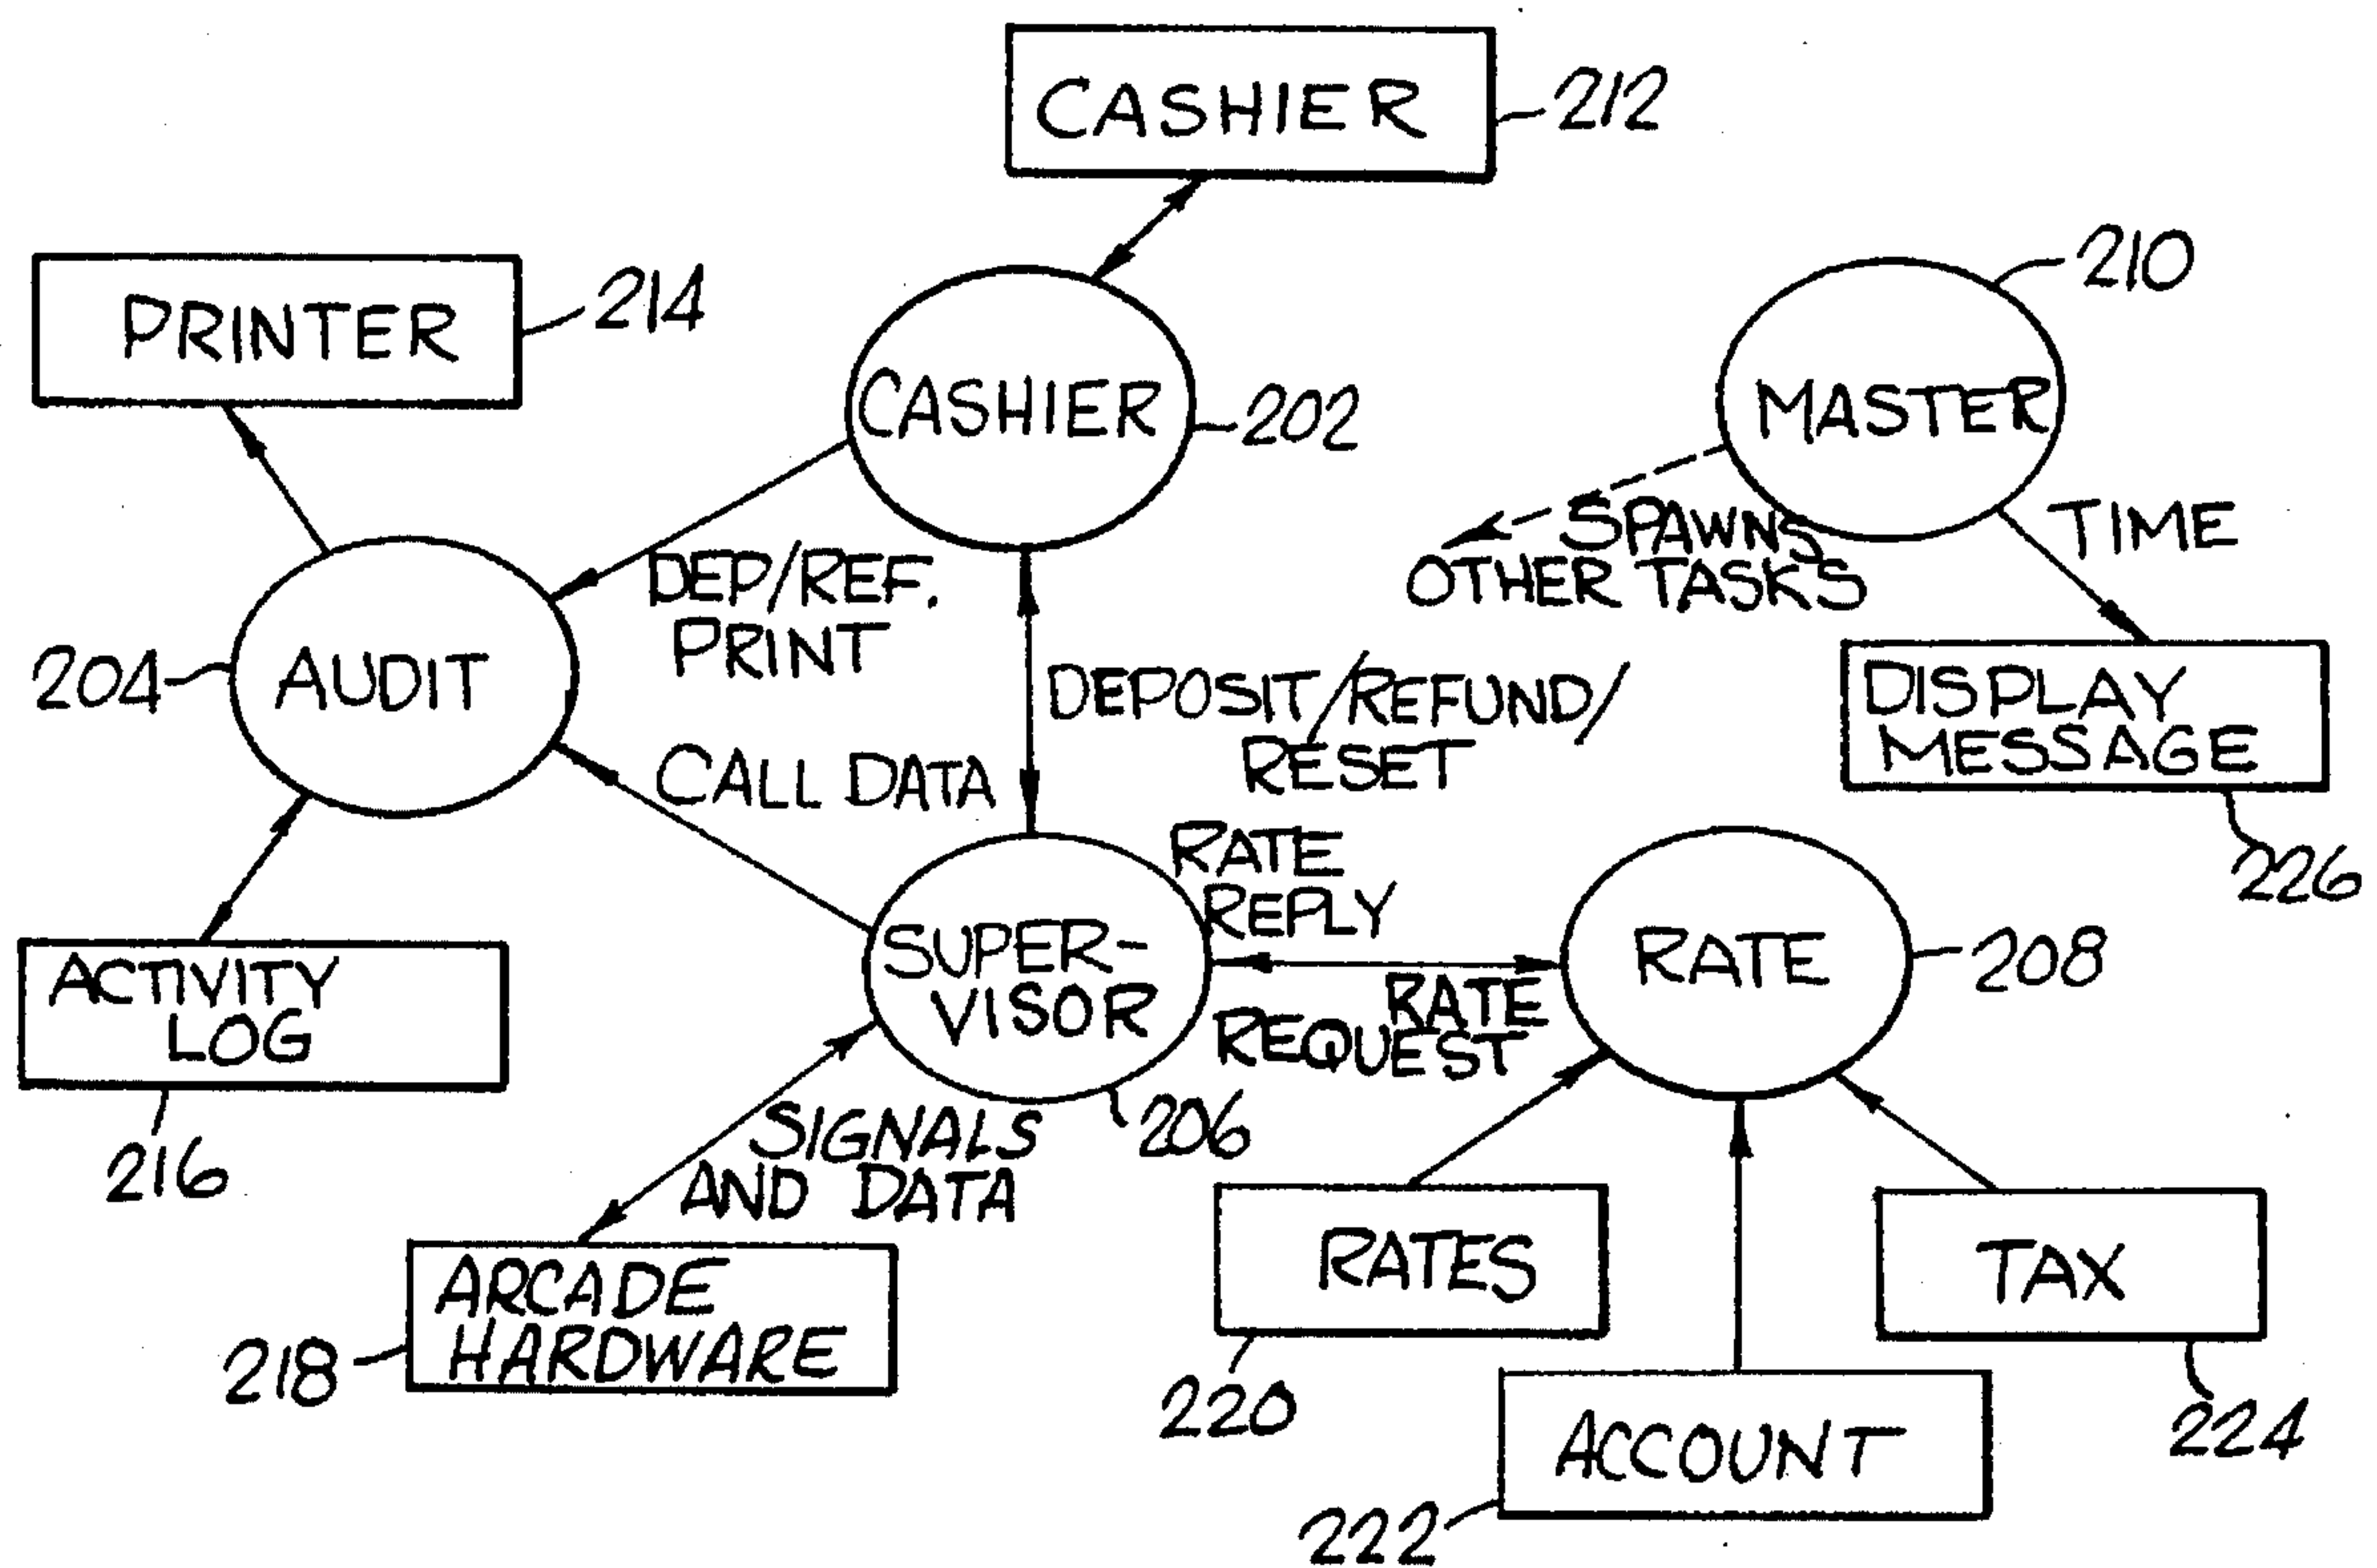 CASHIER
212
PRINTER
214
CASHIER
202
MASTER
210
SPAWNS
OTHER TASKS
TIME
DEP/REF.
PRINT
204
AUDIT
DEPOSIT/REFUND/
RESET
DISPLAY
MESSAGE
226
CALL DATA
RATE
REPLY
SUPER-
VISOR
206
RATE
REQUEST
RATE
208
ACTIVITY
LOG
216
SIGNALS
AND DATA
ARCADE
HARDWARE
218
RATES
220
TAX
224
ACCOUNT
222